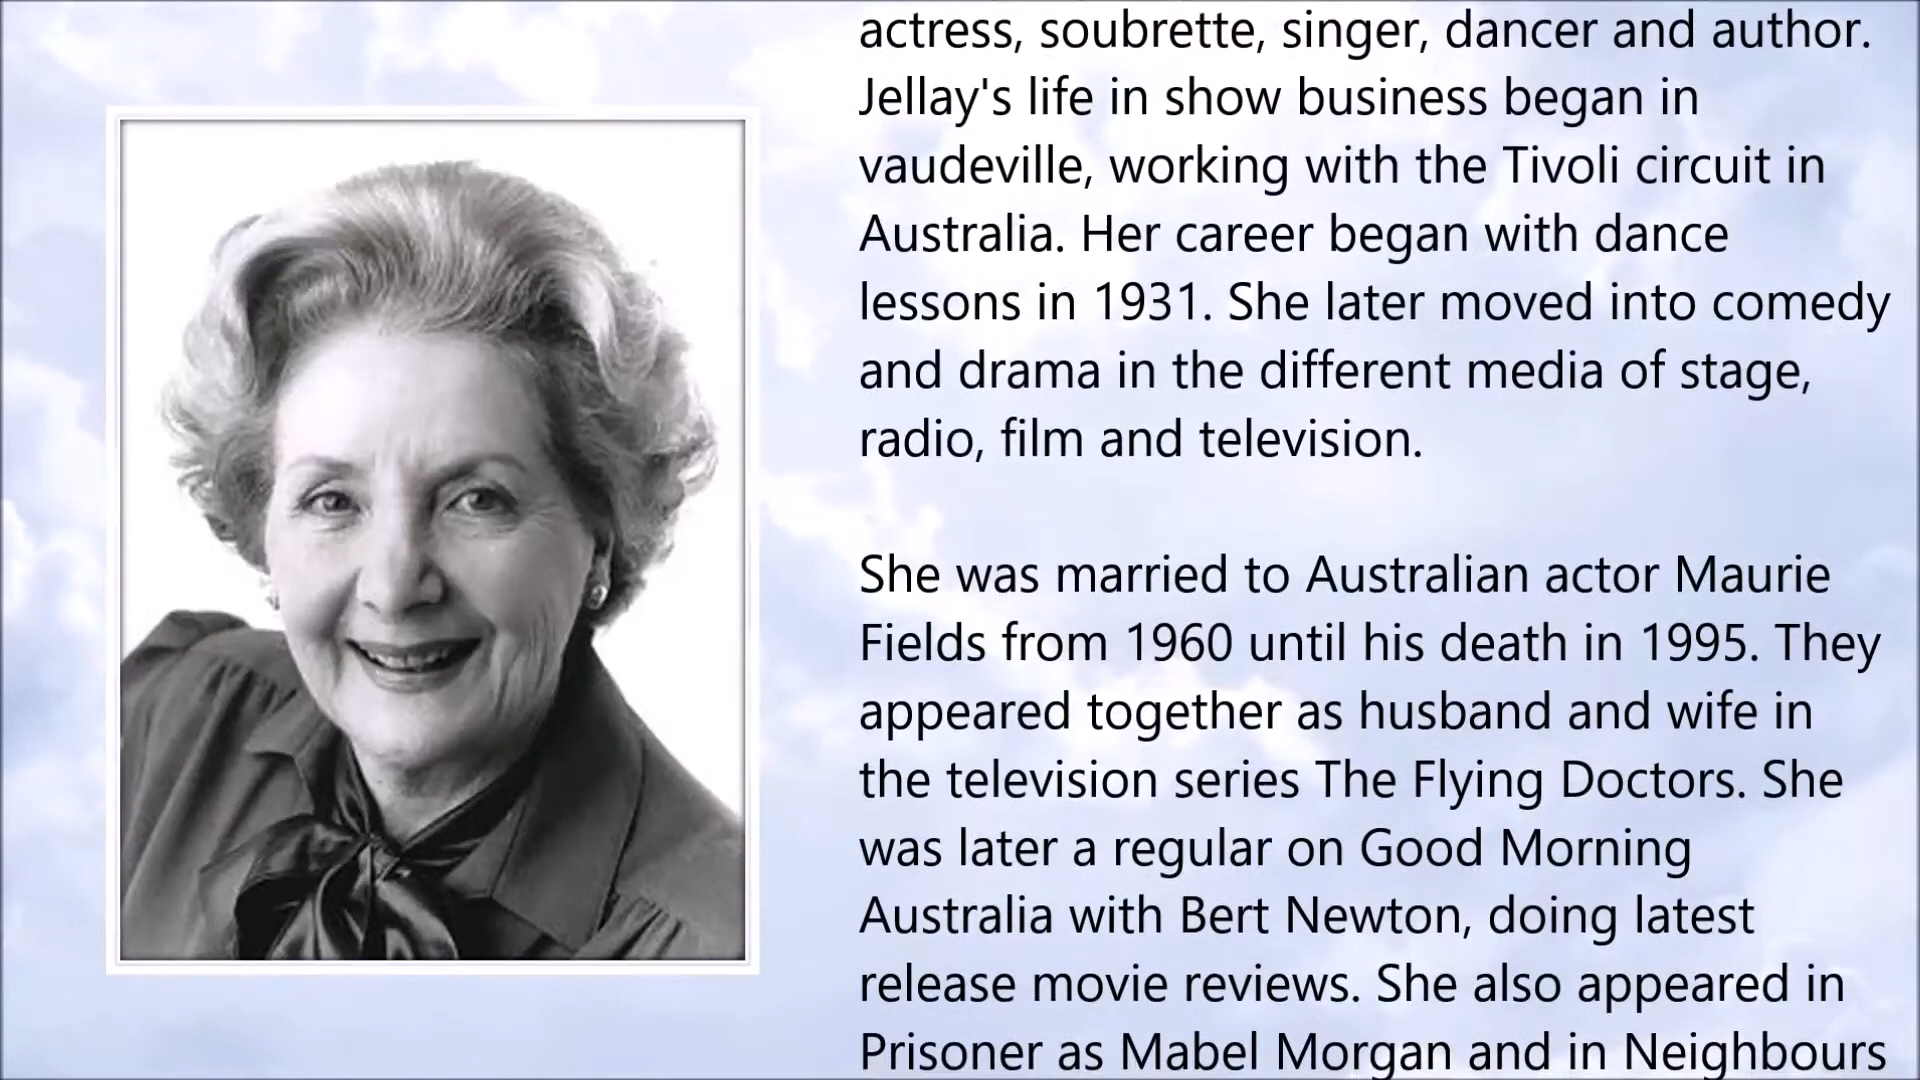 actress, soubrette, singer, dancer and author.
Jellay's life in show business began in
vaudeville, working with the Tivoli circuit in
Australia. Her career began with dance
lessons in 1931. She later moved into comedy
and drama in the different media of stage,
radio, film and television.
She was married to Australian actor Maurie
Fields from 1960 until his death in 1995. They
appeared together as husband and wife in
the television series The Flying Doctors. She
was later a regular on Good Morning
Australia with Bert Newton, doing latest
release movie reviews. She also appeared in
Prisoner as Mabel Morgan and in Neighbours